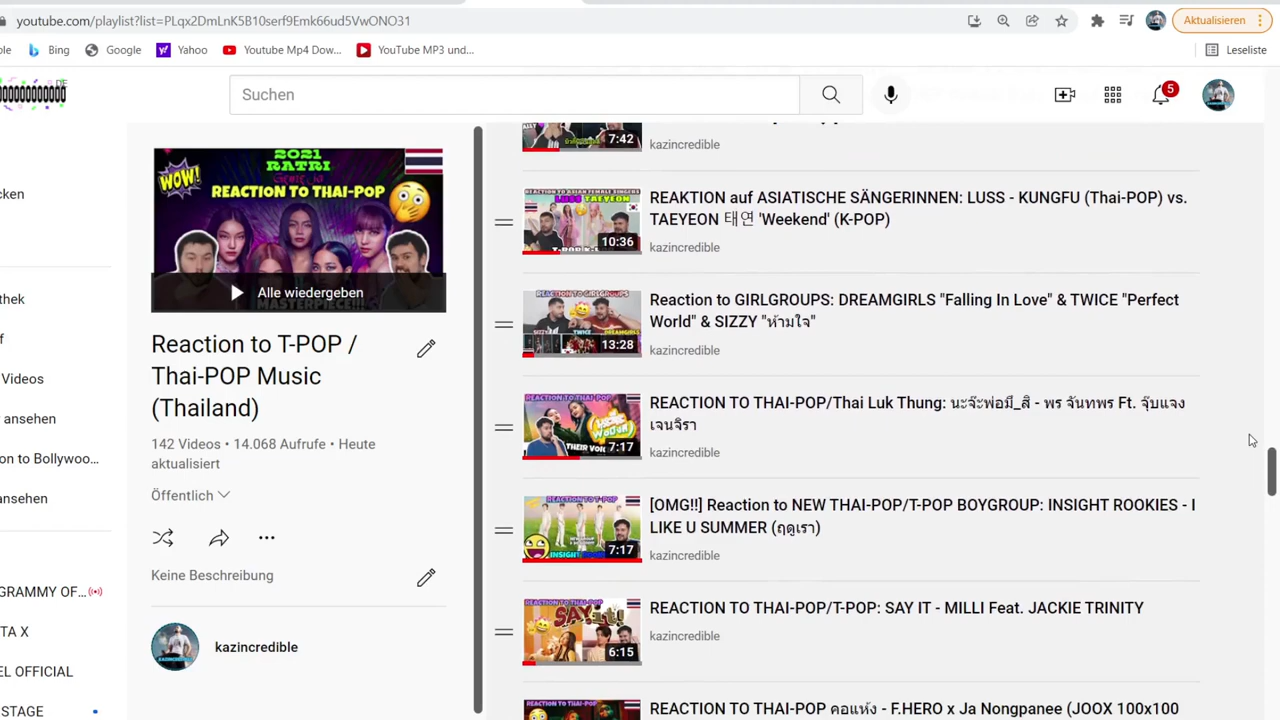 youtube.com/playlist?list=PLqx2DmLnK5B10serf9Emk66ud5VwONO31
Aktualisieren
Bing
Google
Yahoo
Youtube Mp4 Dow...
YouTube MP3 und...
Leseliste
DE
Suchen
5
2021
RATRI
WOW!
REACTION TO THAI-POP
MASTERPIECE!!!
Alle wiedergeben
Reaction to T-POP /
Thai-POP Music
(Thailand)
142 Videos • 14.068 Aufrufe • Heute
aktualisiert
Öffentlich
Keine Beschreibung
kazincredible
cken
thek
f
Videos
ansehen
on to Bollywoo...
ansehen
GRAMMY OF...
TA X
EL OFFICIAL
STAGE
7:42
kazincredible
10:36
REAKTION auf ASIATISCHE SÄNGERINNEN: LUSS - KUNGFU (Thai-POP) vs.
TAEYEON 태연 'Weekend' (K-POP)
kazincredible
13:28
Reaction to GIRLGROUPS: DREAMGIRLS "Falling In Love" & TWICE "Perfect
World" & SIZZY "ห้ามใจ"
kazincredible
7:17
REACTION TO THAI-POP/Thai Luk Thung: นะจ๊ะพ่อมี_สิ - พร จันทพร Ft. จุ๊บแจง
เจนจิรา
kazincredible
7:17
[OMG!!] Reaction to NEW THAI-POP/T-POP BOYGROUP: INSIGHT ROOKIES - I
LIKE U SUMMER (ฤดูเรา)
kazincredible
6:15
REACTION TO THAI-POP/T-POP: SAY IT - MILLI Feat. JACKIE TRINITY
kazincredible
REACTION TO THAI-POP คอแห้ง - F.HERO x Ja Nongpanee (JOOX 100x100